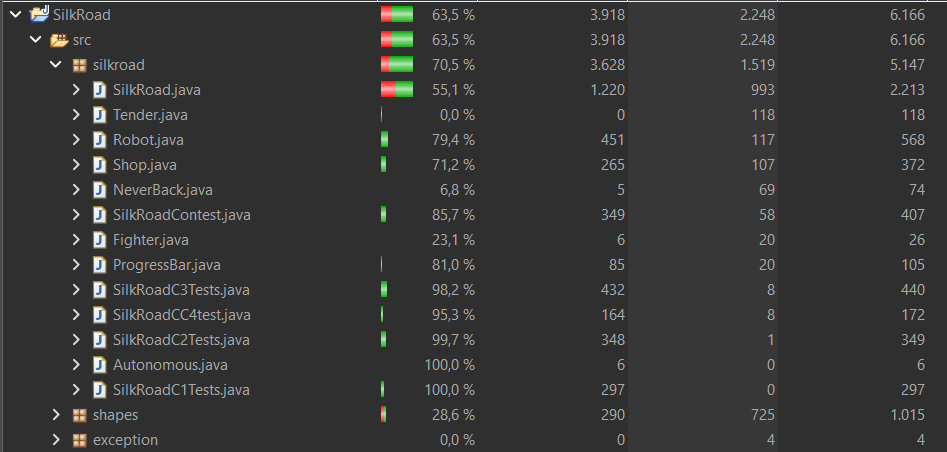 SilkRoad 63,5 % 3.918 2.248 6.166
src 63,5 % 3.918 2.248 6.166
silkroad 70,5 % 3.628 1.519 5.147
SilkRoad.java 55,1 % 1.220 993 2.213
Tender.java 0,0 % 0 118 118
Robot.java 79,4 % 451 117 568
Shop.java 71,2 % 265 107 372
NeverBack.java 6,8 % 5 69 74
SilkRoadContest.java 85,7 % 349 58 407
Fighter.java 23,1 % 6 20 26
ProgressBar.java 81,0 % 85 20 105
SilkRoadC3Tests.java 98,2 % 432 8 440
SilkRoadCC4test.java 95,3 % 164 8 172
SilkRoadC2Tests.java 99,7 % 348 1 349
Autonomous.java 100,0 % 6 0 6
SilkRoadC1Tests.java 100,0 % 297 0 297
shapes 28,6 % 290 725 1.015
exception 0,0 % 0 4 4